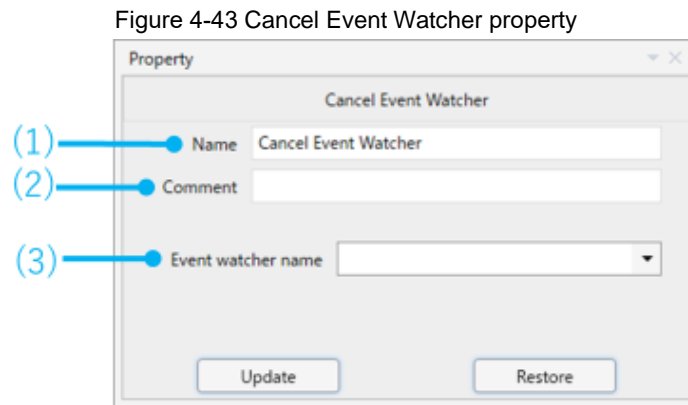 Figure 4-43 Cancel Event Watcher property
Property
Cancel Event Watcher
(1) Name Cancel Event Watcher
(2) Comment
(3) Event watcher name
Update Restore